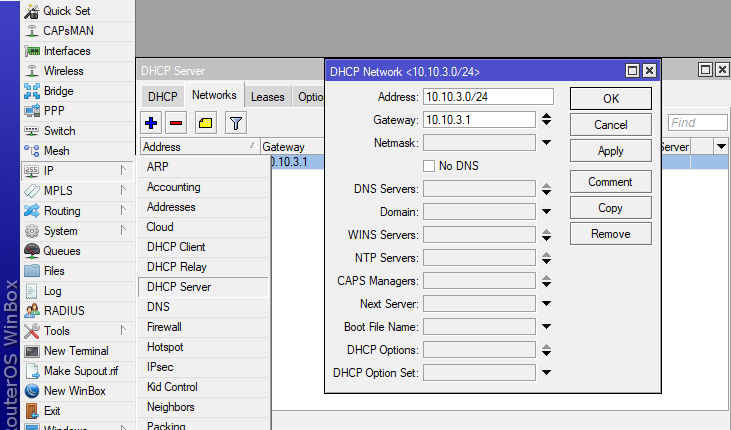 Quick Set
CAPsMAN
Interfaces
Wireless
Bridge
PPP
Switch
Mesh
IP
MPLS
Routing
System
Queues
Files
Log
RADIUS
Tools
New Terminal
Make Supout.rif
New WinBox
Exit
Windows
outerOS WinBox
DHCP Server
DHCP Networks Leases Optio
Find
Address Gateway Server
0.10.3.1
ARP
Accounting
Addresses
Cloud
DHCP Client
DHCP Relay
DHCP Server
DNS
Firewall
Hotspot
IPsec
Kid Control
Neighbors
Packing
DHCP Network <10.10.3.0/24>
Address: 10.10.3.0/24
Gateway: 10.10.3.1
Netmask:
No DNS
DNS Servers:
Domain:
WINS Servers:
NTP Servers:
CAPS Managers:
Next Server:
Boot File Name:
DHCP Options:
DHCP Option Set:
OK
Cancel
Apply
Comment
Copy
Remove